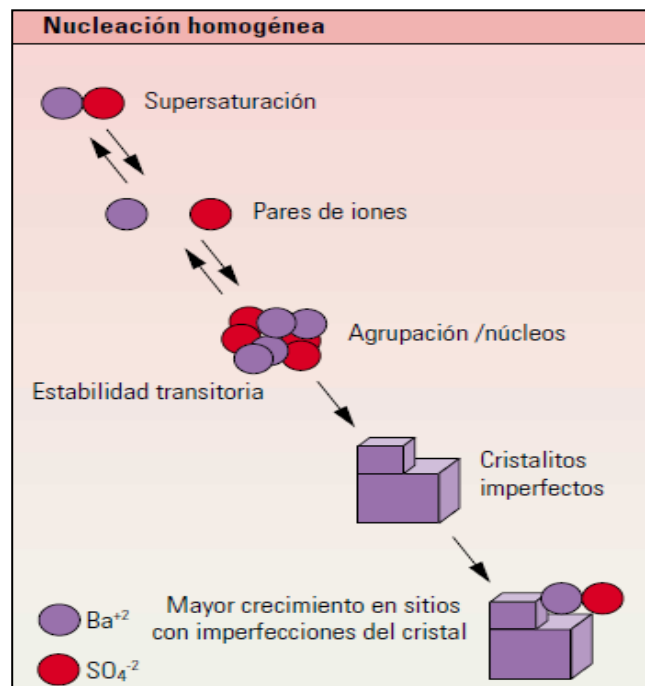 Nucleación homogénea
Supersaturación
Pares de iones
Agrupación /núcleos
Estabilidad transitoria
Cristalitos
imperfectos
Mayor crecimiento en sitios
con imperfecciones del cristal
Ba⁺²
SO₄⁻²